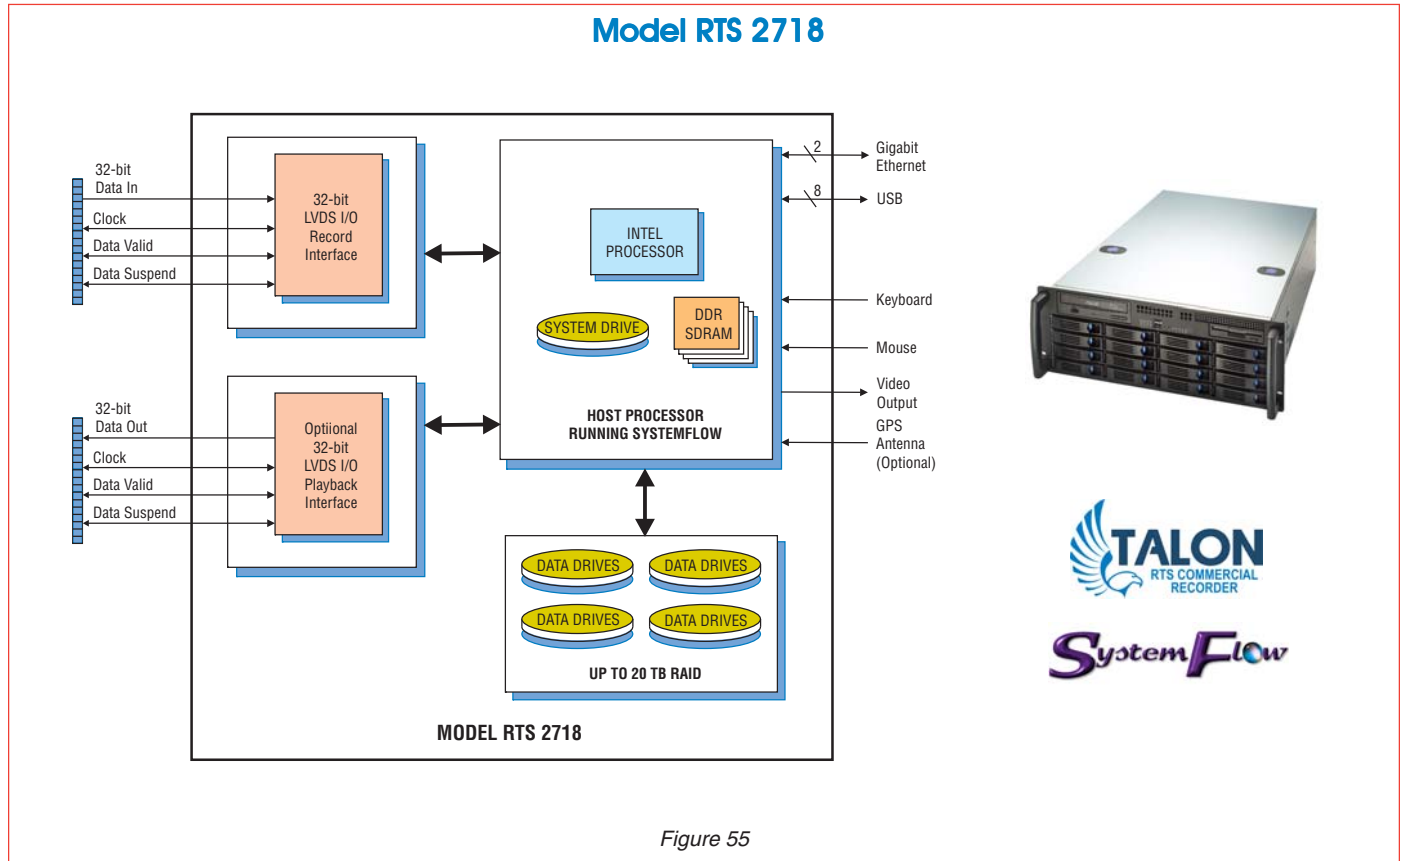 Model RTS 2718
32-bit
Data In
Clock
Data Valid
Data Suspend
32-bit
LVDS I/O
Record
Interface
32-bit
Data Out
Clock
Data Valid
Data Suspend
Optiional
32-bit
LVDS I/O
Playback
Interface
INTEL
PROCESSOR
SYSTEM DRIVE
DDR
SDRAM
HOST PROCESSOR
RUNNING SYSTEMFLOW
2
Gigabit
Ethernet
8
USB
Keyboard
Mouse
Video
Output
GPS
Antenna
(Optional)
DATA DRIVES
DATA DRIVES
DATA DRIVES
DATA DRIVES
UP TO 20 TB RAID
MODEL RTS 2718
TALON
RTS COMMERCIAL
RECORDER
SystemFlow
Figure 55